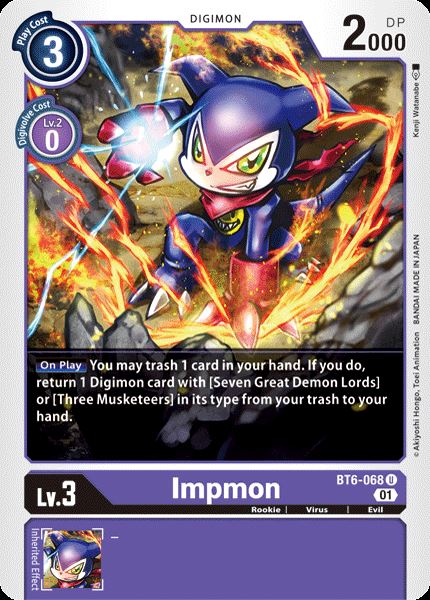 Play Cost
3
DIGIMON
DP
2000
Digivolve Cost
Lv.2
0
Kenji Watanabe
On Play You may trash 1 card in your hand. If you do,
return 1 Digimon card with [Seven Great Demon Lords]
or [Three Musketeers] in its type from your trash to your
hand.
© Akiyoshi Hongo, Toei Animation BANDAI MADE IN JAPAN
Lv.3
Impmon
BT6-068 U
01
Rookie | Virus | Evil
Inherited Effect
–